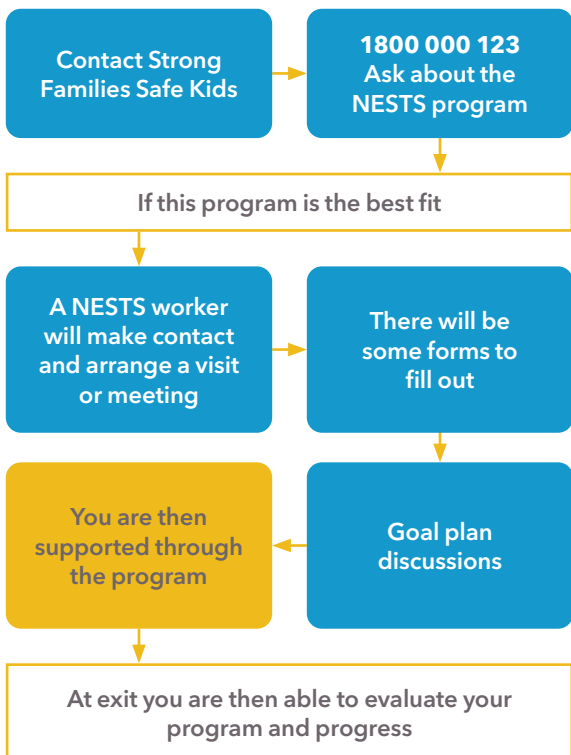 Contact Strong
Families Safe Kids
1800 000 123
Ask about the
NESTS program
If this program is the best fit
A NESTS worker
will make contact
and arrange a visit
or meeting
There will be
some forms to
fill out
Goal plan
discussions
You are then
supported through
the program
At exit you are then able to evaluate your
program and progress